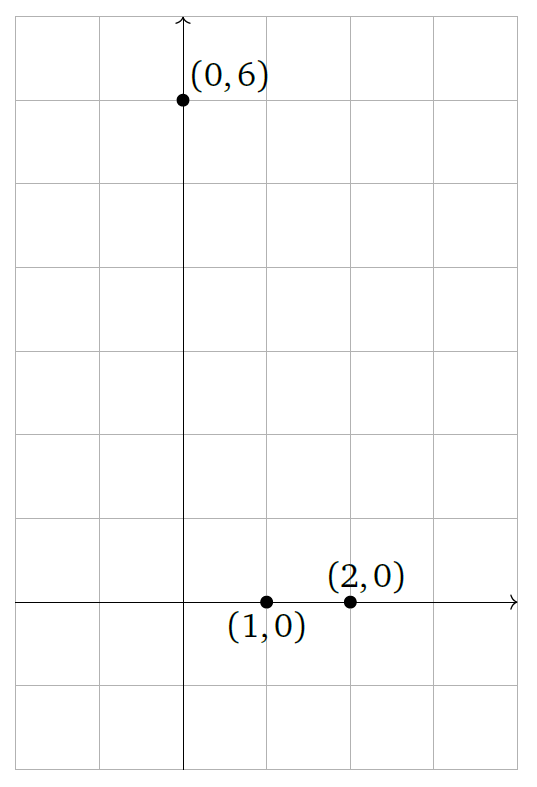 (0, 6)
(2, 0)
(1, 0)